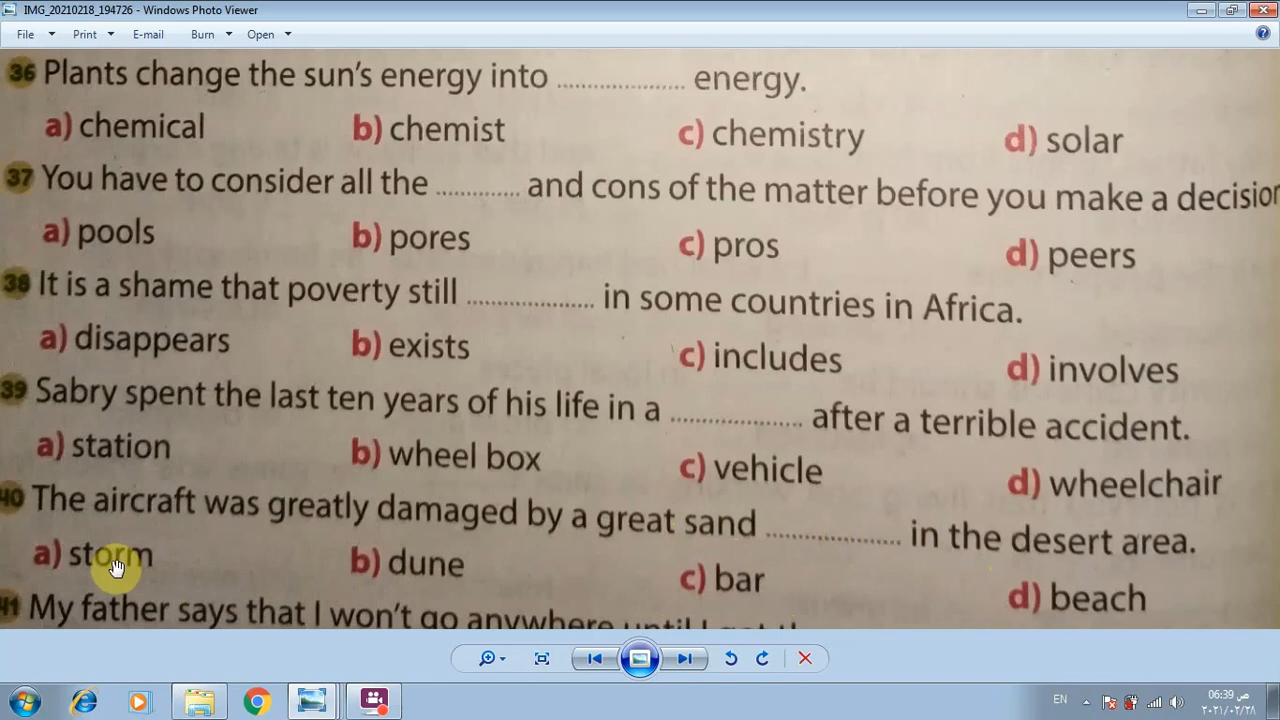 IMG_20210218_194726 - Windows Photo Viewer
File Print E-mail Burn Open
36 Plants change the sun's energy into .................... energy.
a) chemical b) chemist c) chemistry d) solar
37 You have to consider all the ............. and cons of the matter before you make a decision
a) pools b) pores c) pros d) peers
38 It is a shame that poverty still .................... in some countries in Africa.
a) disappears b) exists c) includes d) involves
39 Sabry spent the last ten years of his life in a .................... after a terrible accident.
a) station b) wheel box c) vehicle d) wheelchair
40 The aircraft was greatly damaged by a great sand .................... in the desert area.
a) storm b) dune c) bar d) beach
41 My father says that I won't go anywhere until I
EN
06:39 ص
٢٠٢١/٠٢/٢٨